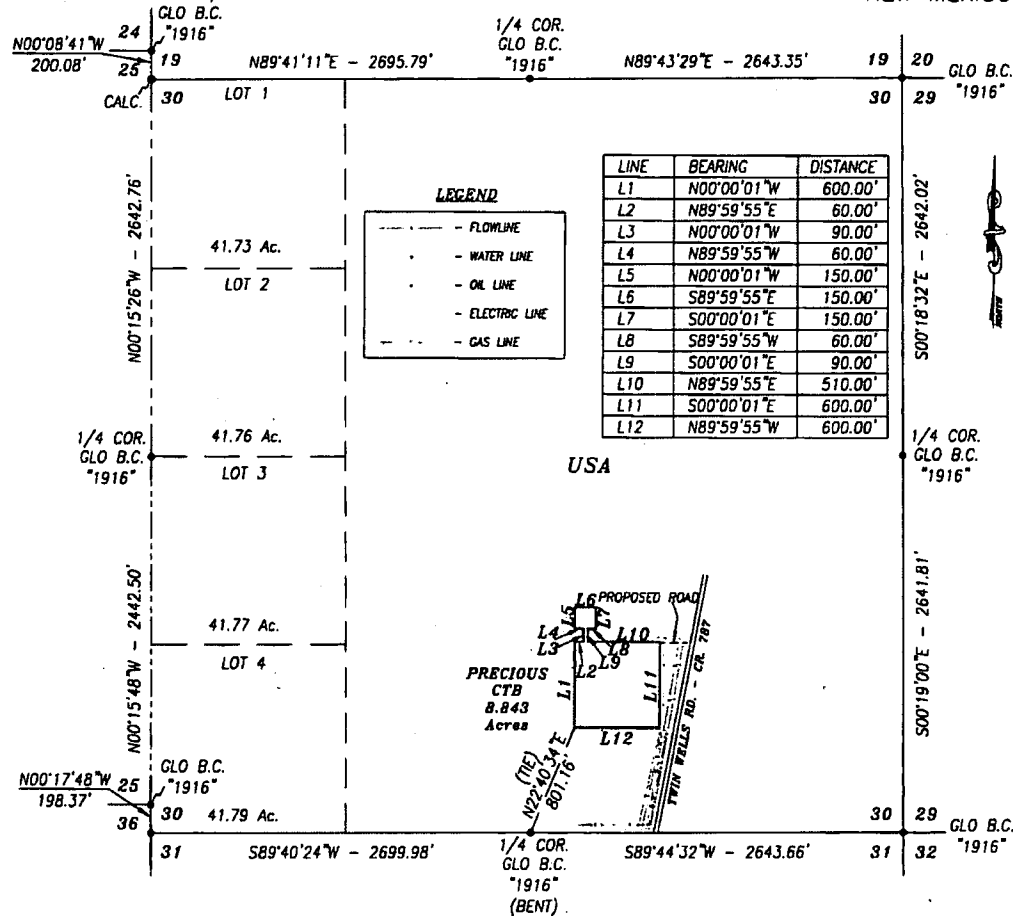 GLO B.C.
"1916"
24
N00°08'41"W
200.08'
25
19
CALC.
30
N89°41'11"E - 2695.79'
LOT 1
1/4 COR.
GLO B.C.
"1916"
N89°43'29"E - 2643.35'
19 20
30 29
GLO B.C.
"1916"
N00°15'26"W - 2642.76'
LEGEND
- FLOWLINE
- WATER LINE
- OIL LINE
- ELECTRIC LINE
- GAS LINE
LINE BEARING DISTANCE
L1 N00°00'01"W 600.00'
L2 N89°59'55"E 60.00'
L3 N00°00'01"W 90.00'
L4 N89°59'55"W 60.00'
L5 N00°00'01"W 150.00'
L6 S89°59'55"E 150.00'
L7 S00°00'01"E 150.00'
L8 S89°59'55"W 60.00'
L9 S00°00'01"E 90.00'
L10 N89°59'55"E 510.00'
L11 S00°00'01"E 600.00'
L12 N89°59'55"W 600.00'
S00°18'32"E - 2642.02'
NORTH
41.73 Ac.
LOT 2
41.76 Ac.
LOT 3
1/4 COR.
GLO B.C.
"1916"
USA
1/4 COR.
GLO B.C.
"1916"
N00°15'48"W - 2442.50'
41.77 Ac.
LOT 4
L6 PROPOSED ROAD
L5
L7
L4
L3
L10
L8
L9
L2
PRECIOUS
CTB
8.843
Acres
L1
L11
L12
TWIN WELLS RD. - CR. 787
(TIE)
N22°40'34"E
801.16'
S00°19'00"E - 2641.81'
N00°17'48"W
198.37'
25
GLO B.C.
"1916"
36
30
31
41.79 Ac.
S89°40'24"W - 2699.98'
1/4 COR.
GLO B.C.
"1916"
(BENT)
S89°44'32"W - 2643.66'
30 29
31 32
GLO B.C.
"1916"